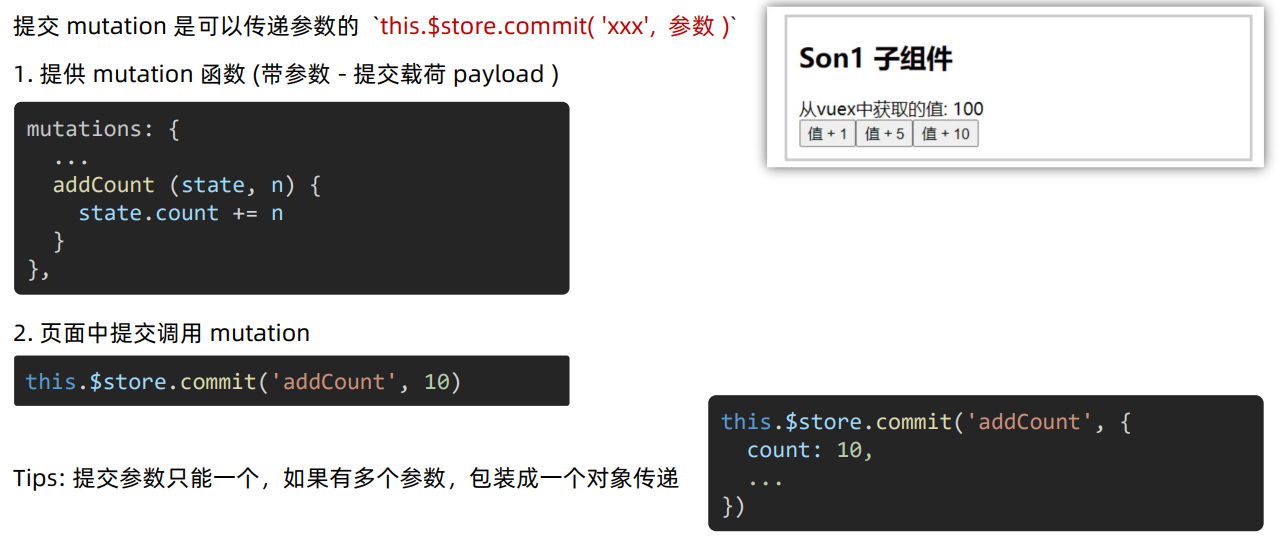 提交 mutation 是可以传递参数的 `this.$store.commit( 'xxx', 参数 )`
1. 提供 mutation 函数 (带参数 - 提交载荷 payload )
mutations: {
  ...
  addCount (state, n) {
    state.count += n
  }
},
2. 页面中提交调用 mutation
this.$store.commit('addCount', 10)
Tips: 提交参数只能一个，如果有多个参数，包装成一个对象传递
this.$store.commit('addCount', {
  count: 10,
  ...
})
Son1 子组件
从vuex中获取的值: 100
值 + 1 值 + 5 值 + 10